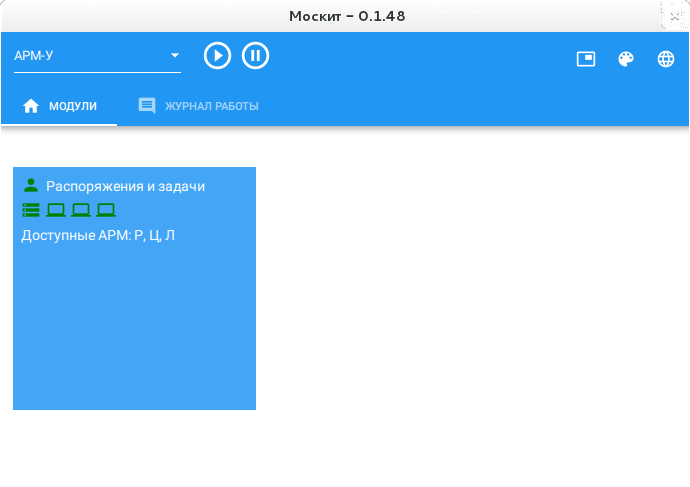 Москит – 0.1.48
АРМ-У
МОДУЛИ
ЖУРНАЛ РАБОТЫ
Распоряжения и задачи
Доступные АРМ: Р, Ц, Л